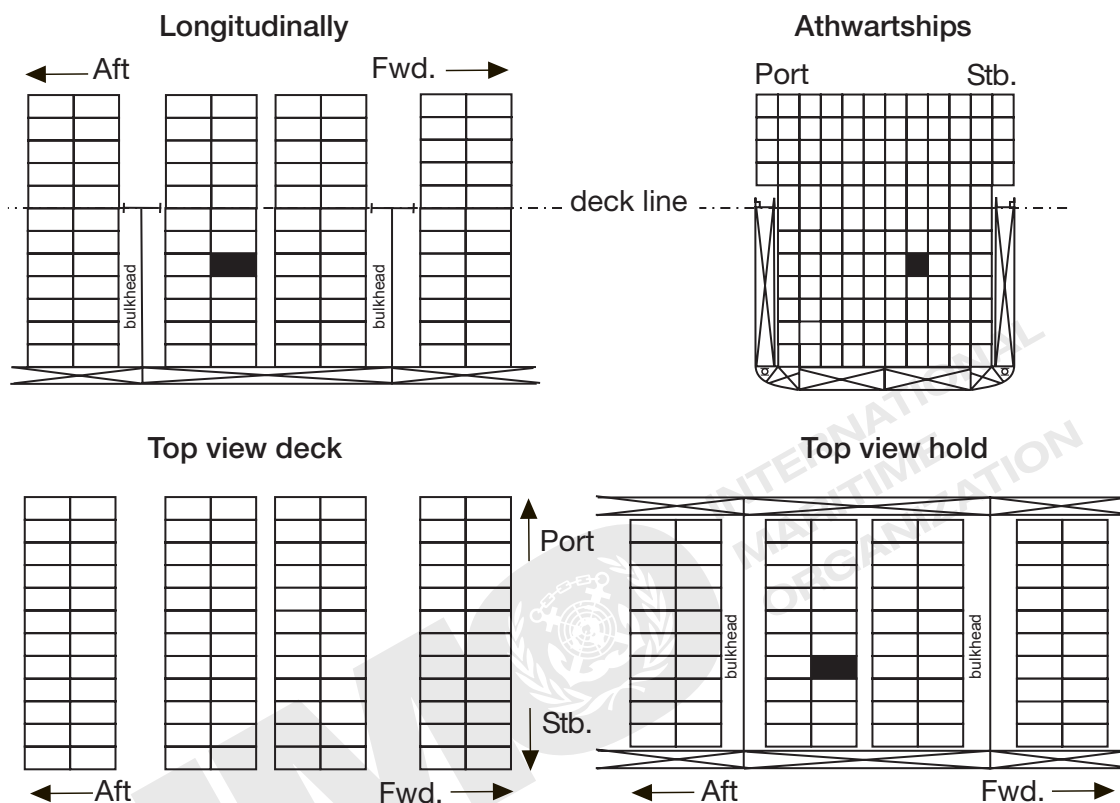 Longitudinally
Athwartships
Aft
Fwd.
Port
Stb.
deck line
bulkhead
bulkhead
Top view deck
Top view hold
INTERNATIONAL
MARITIME
ORGANIZATION
Port
bulkhead
bulkhead
Stb.
Aft
Fwd.
Aft
Fwd.
IMO